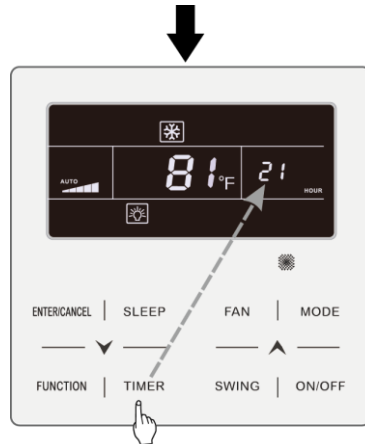 81°F
21
AUTO
HOUR
ENTER/CANCEL SLEEP FAN MODE
FUNCTION TIMER SWING ON/OFF